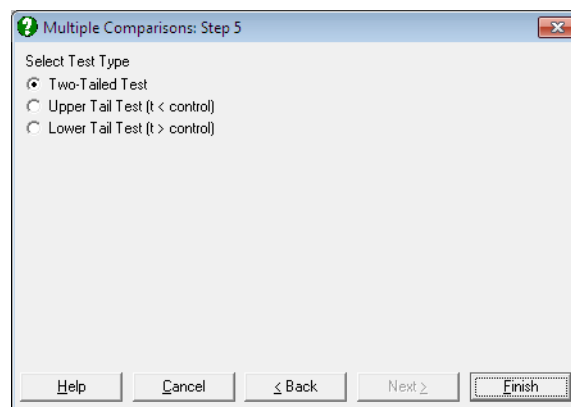 Multiple Comparisons: Step 5
Select Test Type
Two-Tailed Test
Upper Tail Test (t < control)
Lower Tail Test (t > control)
Help Cancel < Back Next > Finish